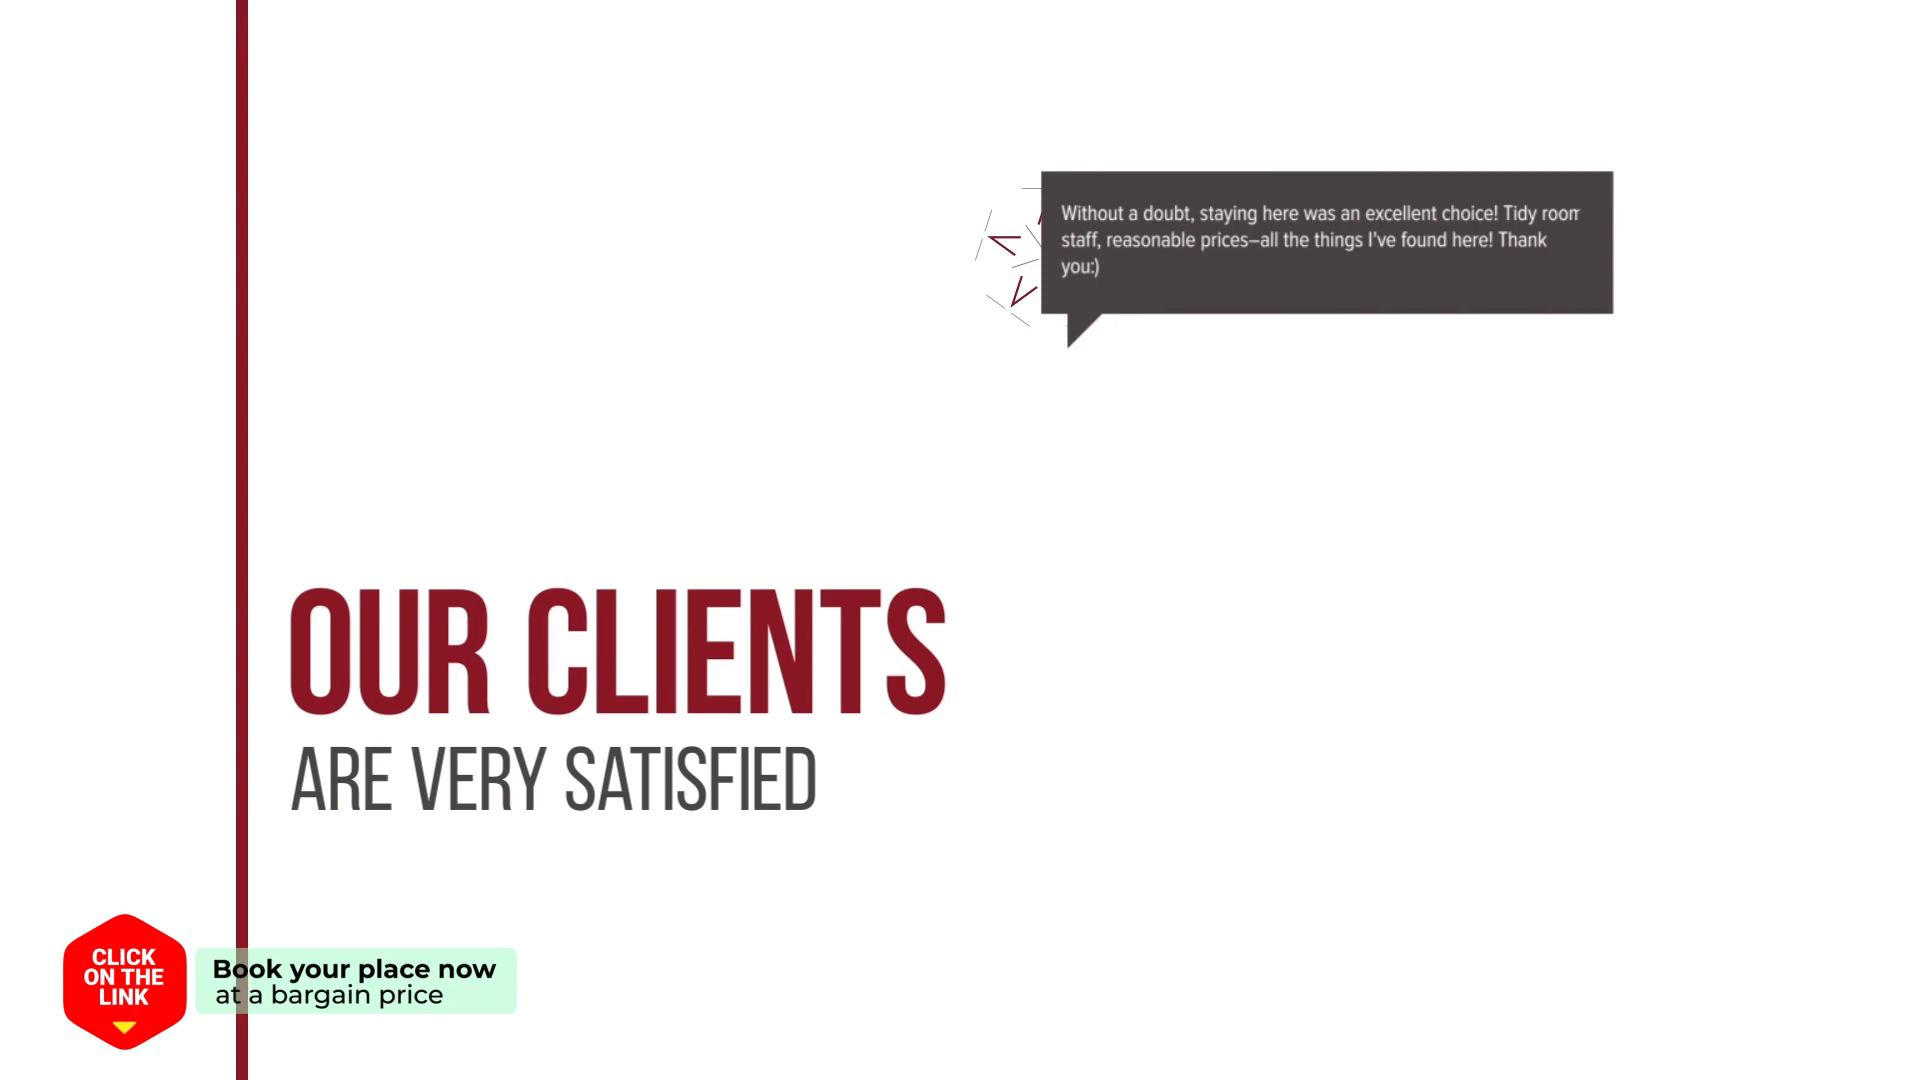 Without a doubt, staying here was an excellent choice! Tidy room
staff, reasonable prices–all the things I've found here! Thank
you:)
OUR CLIENTS
ARE VERY SATISFIED
CLICK
ON THE
LINK
Book your place now
at a bargain price